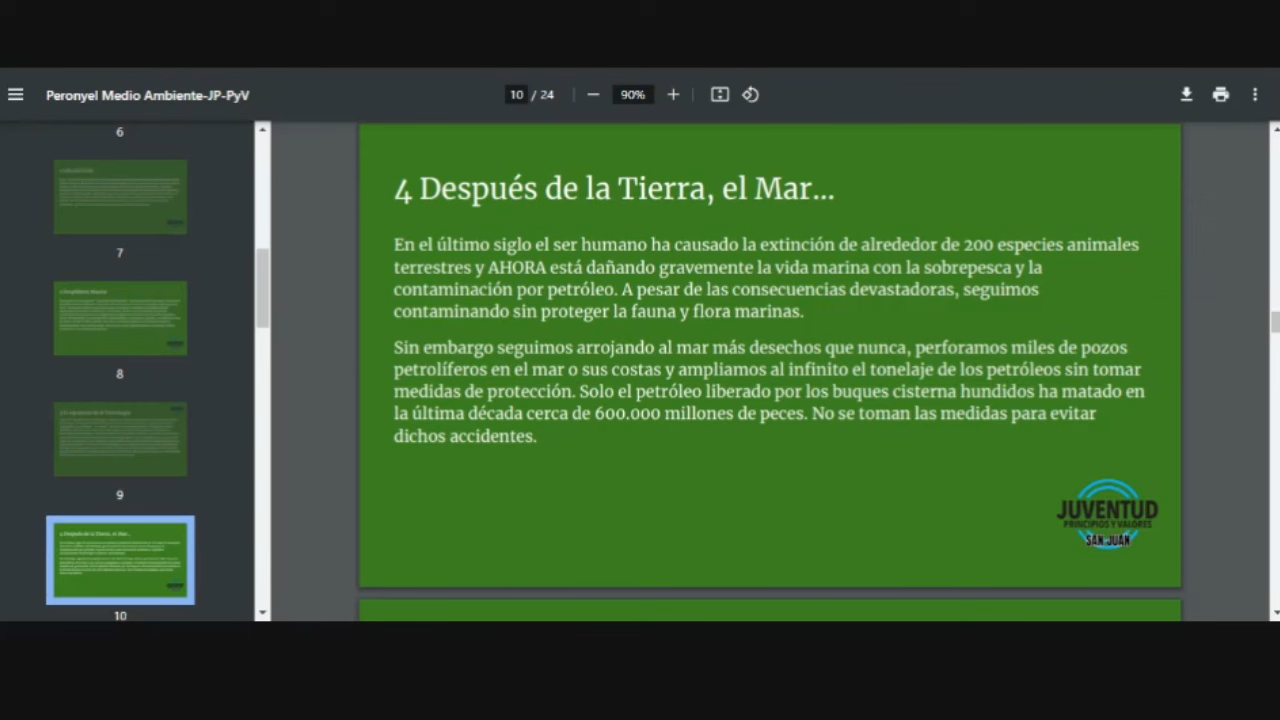 Peronyel Medio Ambiente-JP-PyV
10 / 24
90%
6
7
8
9
10
4 Después de la Tierra, el Mar...
En el último siglo el ser humano ha causado la extinción de alrededor de 200 especies animales
terrestres y AHORA está dañando gravemente la vida marina con la sobrepesca y la
contaminación por petróleo. A pesar de las consecuencias devastadoras, seguimos
contaminando sin proteger la fauna y flora marinas.
Sin embargo seguimos arrojando al mar más desechos que nunca, perforamos miles de pozos
petrolíferos en el mar o sus costas y ampliamos al infinito el tonelaje de los petróleos sin tomar
medidas de protección. Solo el petróleo liberado por los buques cisterna hundidos ha matado en
la última década cerca de 600.000 millones de peces. No se toman las medidas para evitar
dichos accidentes.
JUVENTUD
PRINCIPIOS Y VALORES
SAN JUAN